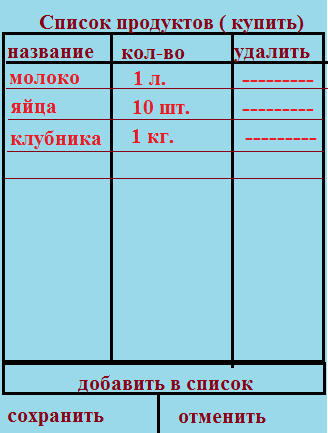 Список продуктов ( купить)
название кол-во удалить
молоко 1 л. ----------
яйца 10 шт. ----------
клубника 1 кг. ----------
добавить в список
сохранить отменить